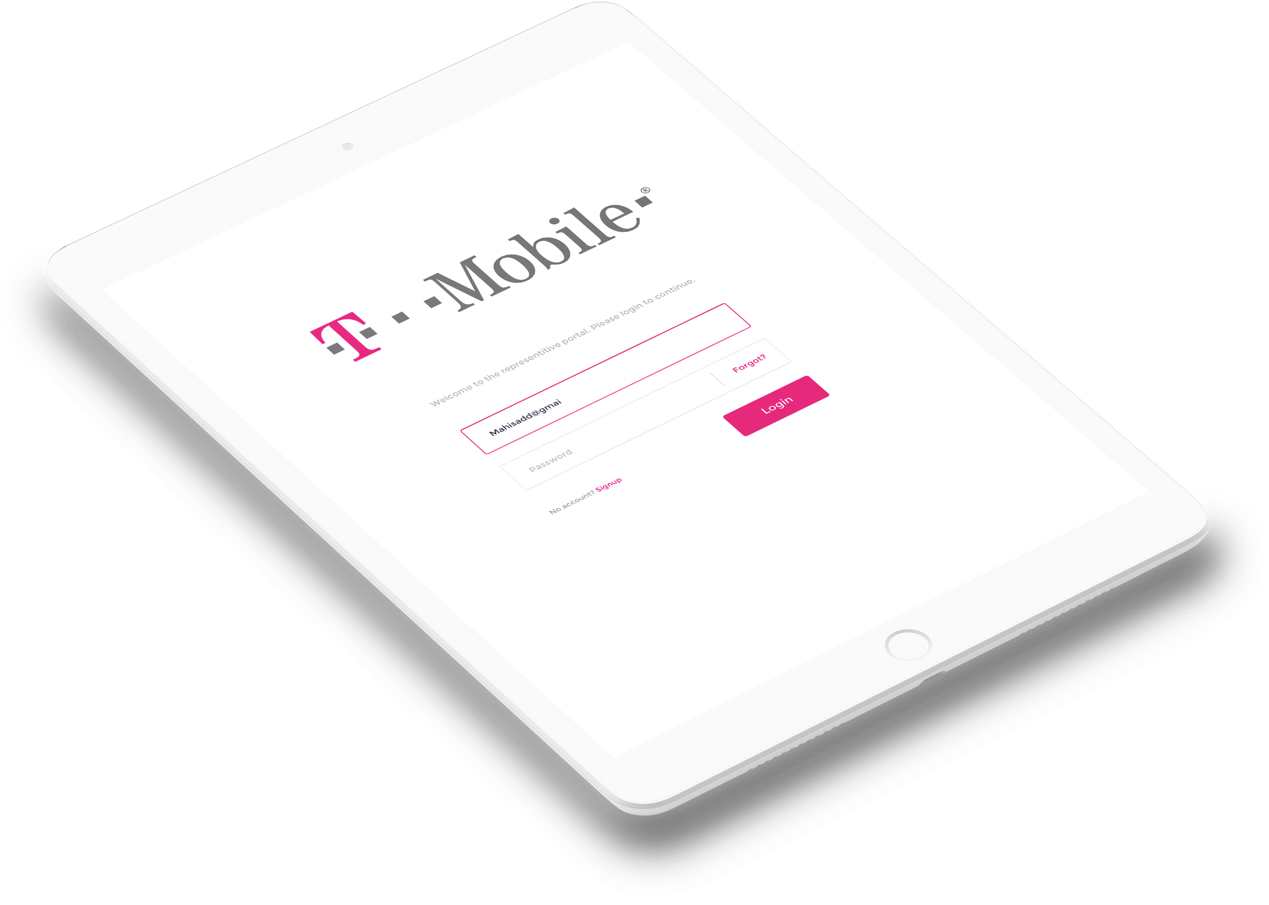 T··Mobile·®
Welcome to the representitive portal. Please login to continue.
Mahisadd@gmai
Password
Forgot?
Login
No account? Signup